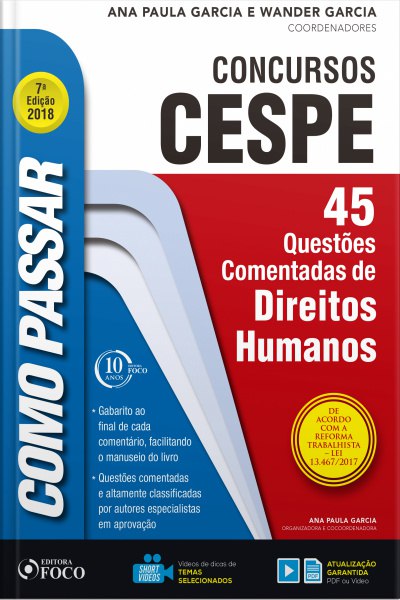 ANA PAULA GARCIA E WANDER GARCIA
COORDENADORES
7ª
Edição
2018
CONCURSOS
CESPE
COMO PASSAR
45
Questões
Comentadas de
Direitos
Humanos
10
ANOS
EDITORA
FOCO
* Gabarito ao
final de cada
comentário, facilitando
o manuseio do livro
* Questões comentadas
e altamente classificadas
por autores especialistas
em aprovação
DE
ACORDO
COM A
REFORMA
TRABALHISTA
– LEI
13.467/2017
ANA PAULA GARCIA
ORGANIZADORA E COCOORDENADORA
EDITORA
FOCO
SHORT
VIDEOS
Vídeos de dicas de
TEMAS
SELECIONADOS
PDF
ATUALIZAÇÃO
GARANTIDA
PDF ou Vídeo